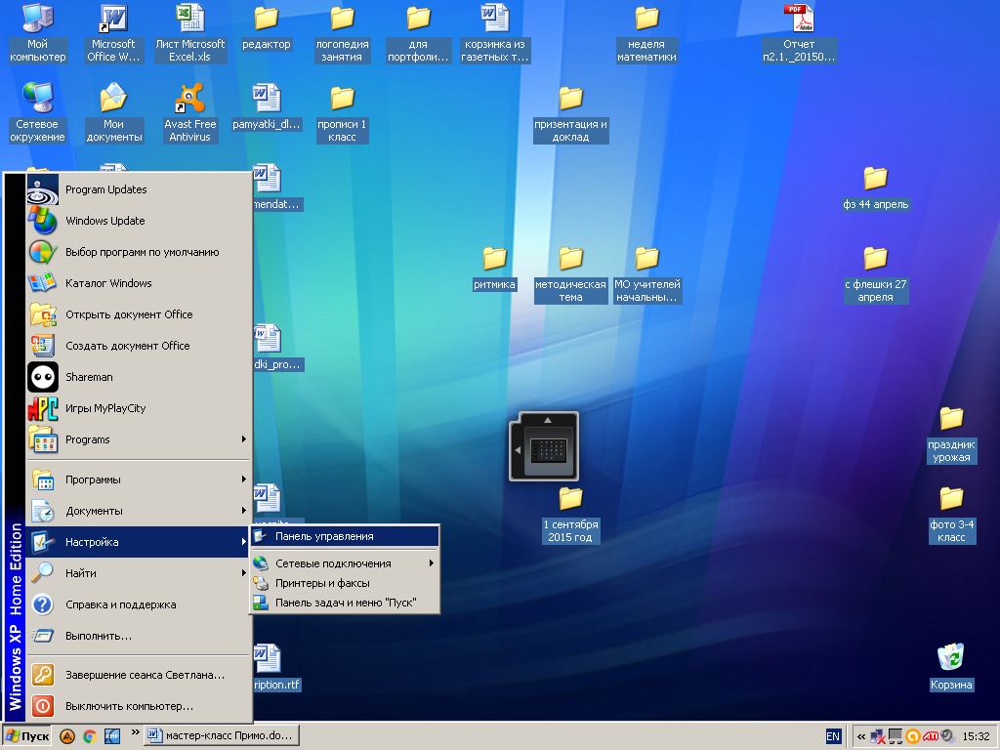 Мой
компьютер
Microsoft
Office W...
Лист Microsoft
Excel.xls
редактор
логопедия
занятия
для
портфоли...
корзинка из
газетных т...
неделя
математики
PDF
Adobe
Отчет
п2.1._20150...
Сетевое
окружение
Мои
документы
Avast Free
Antivirus
pamyatki_dl...
прописи 1
класс
призентация и
доклад
mendat...
фз 44 апрель
ритмика
методическая
тема
МО учителей
начальны...
с флешки 27
апреля
dki_pro...
праздник
урожая
1 сентября
2015 год
фото 3-4
класс
ription.rtf
Корзина
Program Updates
Windows Update
Выбор программ по умолчанию
Каталог Windows
Открыть документ Office
Создать документ Office
Shareman
MPC Игры MyPlayCity
Programs
Программы
Документы
Настройка
Найти
Справка и поддержка
Выполнить...
Завершение сеанса Светлана...
Выключить компьютер...
Windows XP Home Edition
Панель управления
Сетевые подключения
Принтеры и факсы
Панель задач и меню "Пуск"
Пуск
KMP
»
мастер-класс Примо.do...
EN
«
ATI
15:32